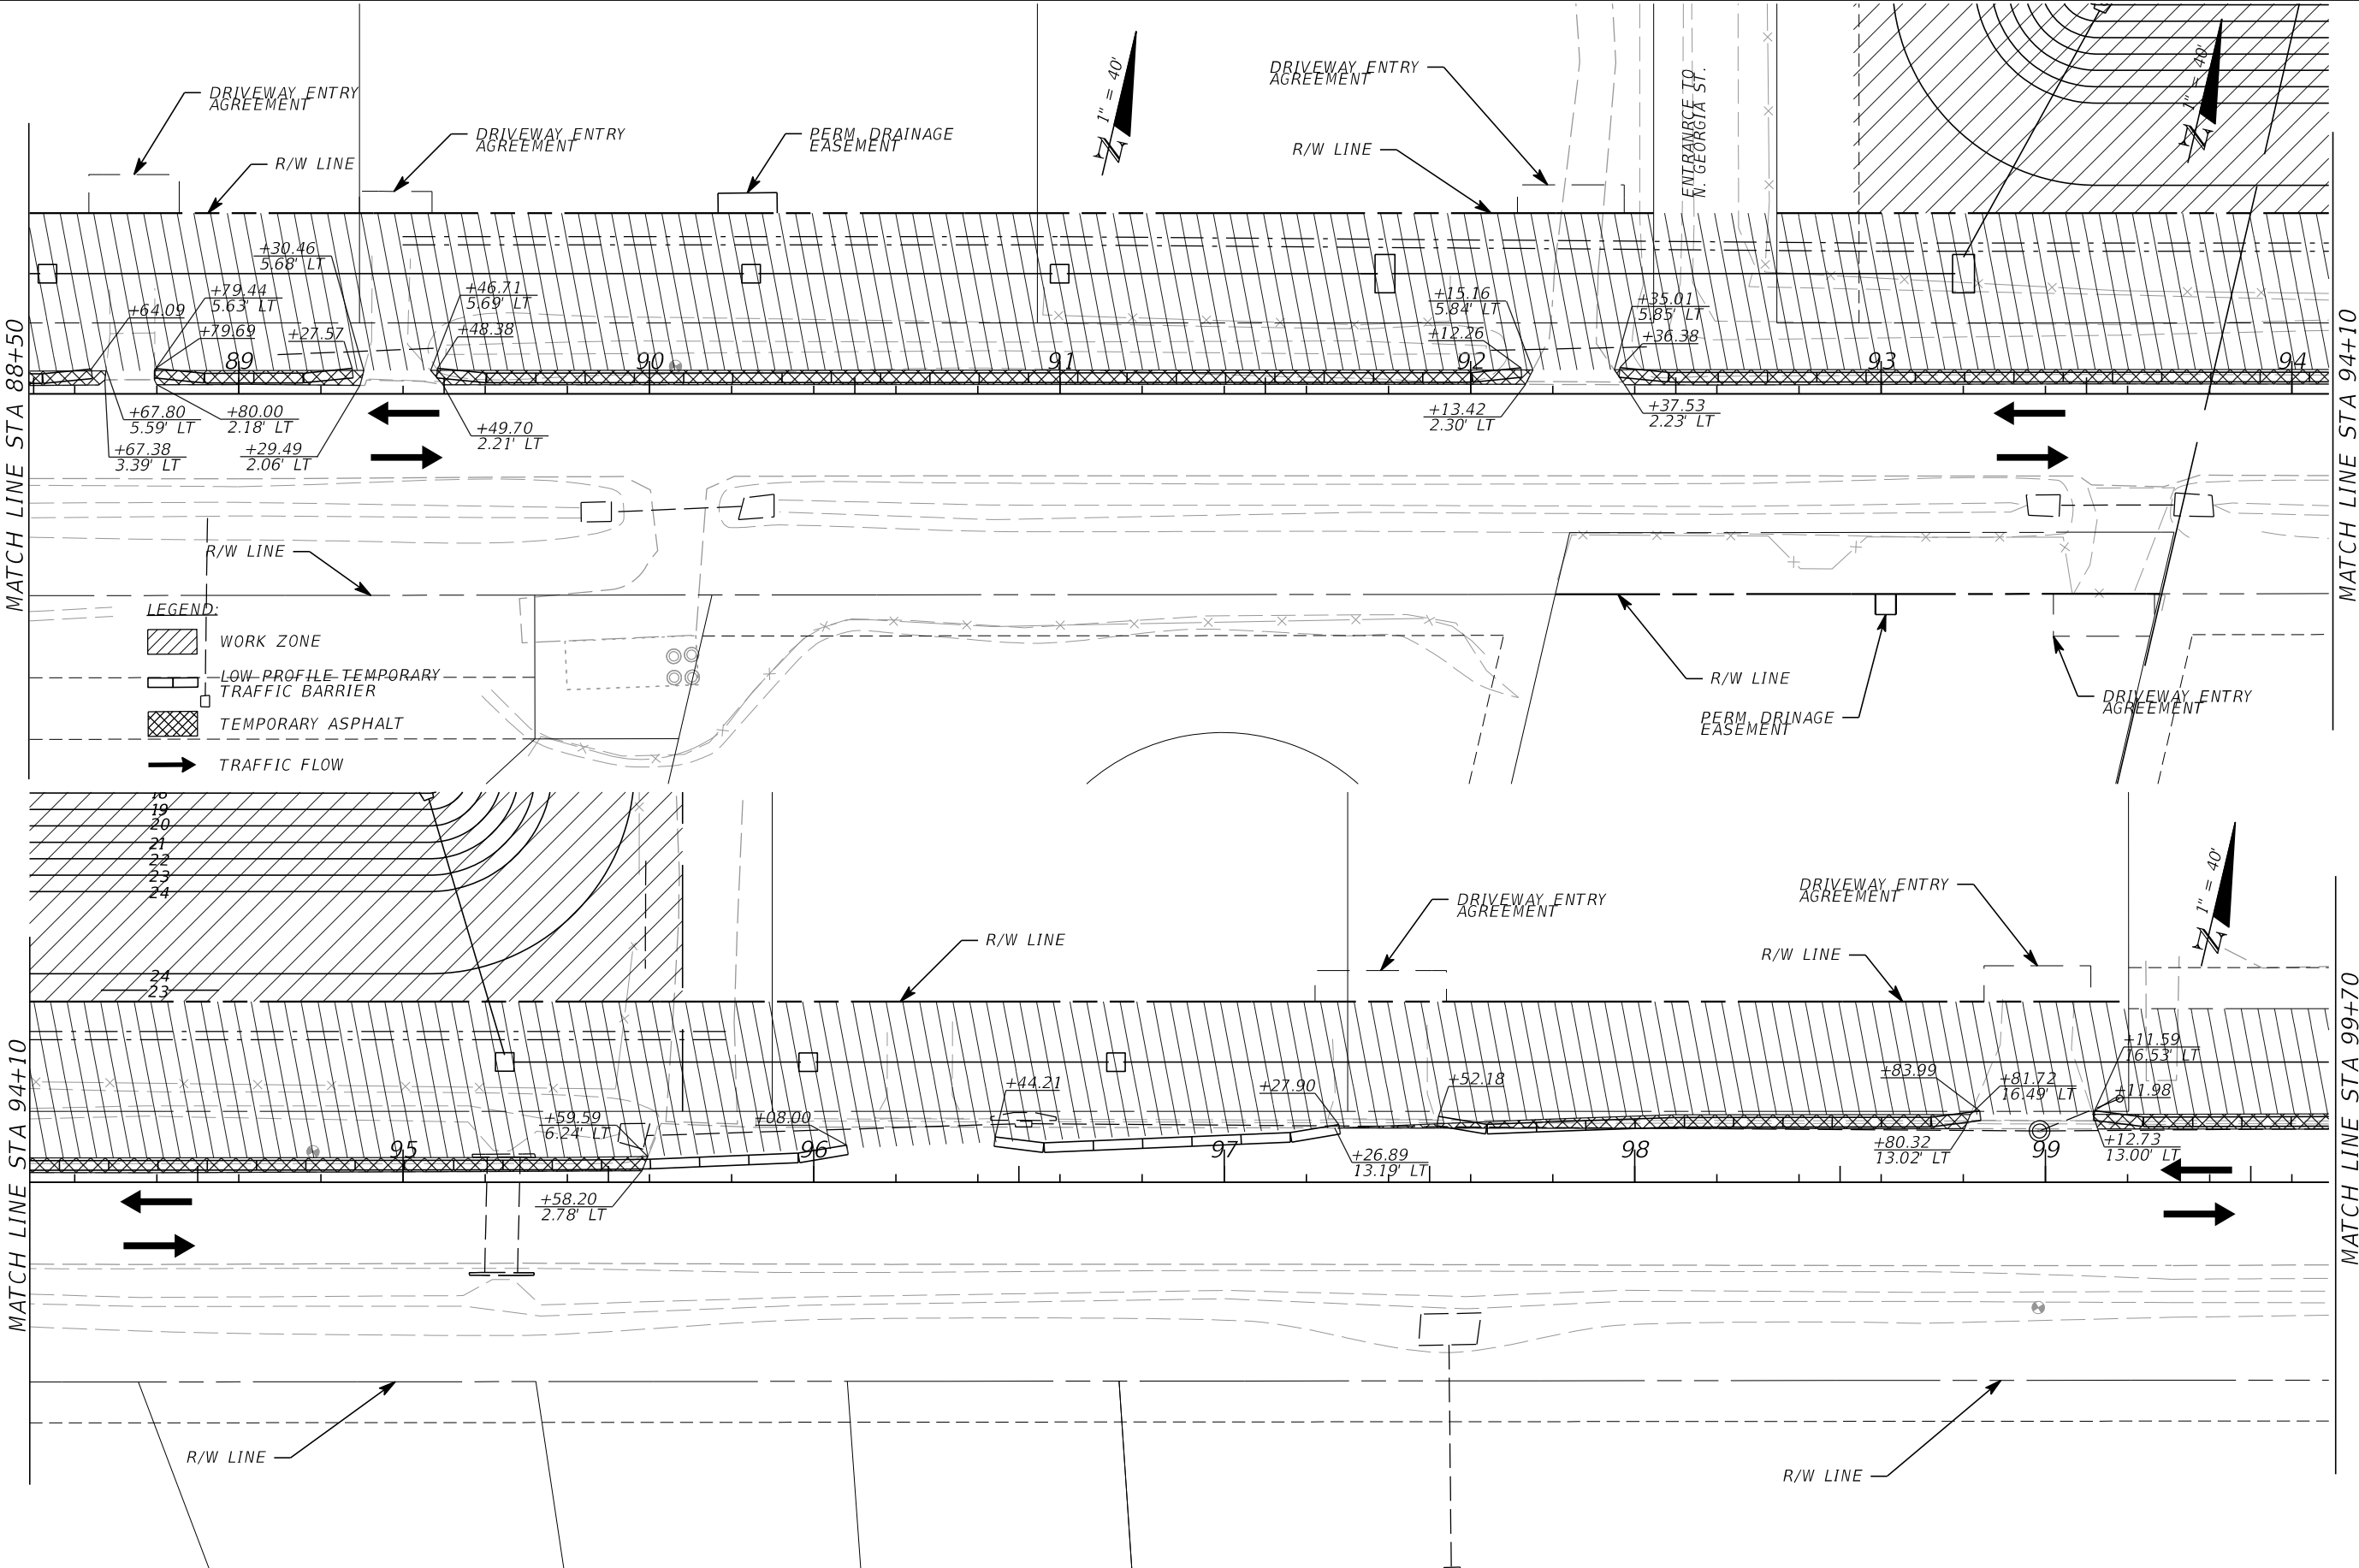 DRIVEWAY ENTRY
AGREEMENT
R/W LINE
DRIVEWAY ENTRY
AGREEMENT
PERM. DRAINAGE
EASEMENT
1" = 40'
DRIVEWAY ENTRY
AGREEMENT
R/W LINE
ENTRANRCE TO
N. GEORGIA ST.
1" = 40'
MATCH LINE STA 88+50
+30.46
5.68' LT
+79.44
5.63' LT
+64.09
+79.69
+27.57
+46.71
5.69' LT
+48.38
+15.16
5.84' LT
+12.26
+35.01
5.85' LT
+36.38
89
90
91
92
93
94
+67.80
5.59' LT
+67.38
3.39' LT
+80.00
2.18' LT
+29.49
2.06' LT
+49.70
2.21' LT
+13.42
2.30' LT
+37.53
2.23' LT
MATCH LINE STA 94+10
R/W LINE
LEGEND:
WORK ZONE
LOW PROFILE TEMPORARY
TRAFFIC BARRIER
TEMPORARY ASPHALT
TRAFFIC FLOW
R/W LINE
PERM. DRINAGE
EASEMENT
DRIVEWAY ENTRY
AGREEMENT
18
19
20
21
22
23
24
24
23
R/W LINE
DRIVEWAY ENTRY
AGREEMENT
DRIVEWAY ENTRY
AGREEMENT
R/W LINE
1" = 40'
MATCH LINE STA 94+10
+59.59
6.24' LT
+08.00
+44.21
+27.90
+52.18
+83.99
+81.72
16.49' LT
+11.59
16.53' LT
+11.98
95
96
97
98
99
+58.20
2.78' LT
+26.89
13.19' LT
+80.32
13.02' LT
+12.73
13.00' LT
MATCH LINE STA 99+70
R/W LINE
R/W LINE